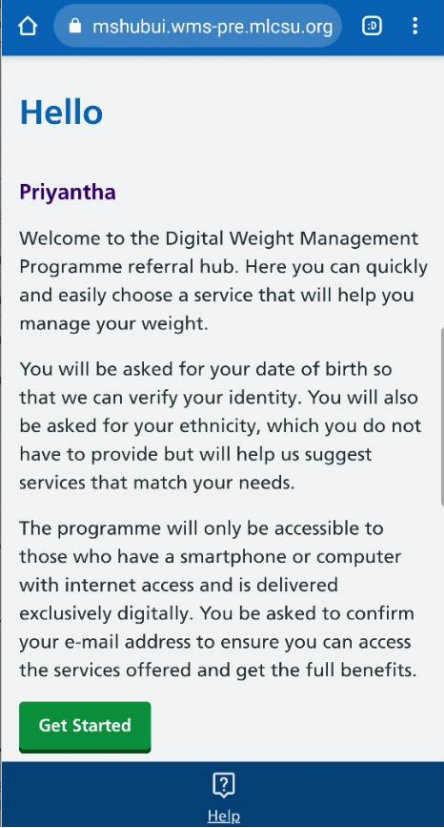 mshubui.wms-pre.mlcsu.org
:D
Hello
Priyantha
Welcome to the Digital Weight Management
Programme referral hub. Here you can quickly
and easily choose a service that will help you
manage your weight.
You will be asked for your date of birth so
that we can verify your identity. You will also
be asked for your ethnicity, which you do not
have to provide but will help us suggest
services that match your needs.
The programme will only be accessible to
those who have a smartphone or computer
with internet access and is delivered
exclusively digitally. You be asked to confirm
your e-mail address to ensure you can access
the services offered and get the full benefits.
Get Started
?
Help